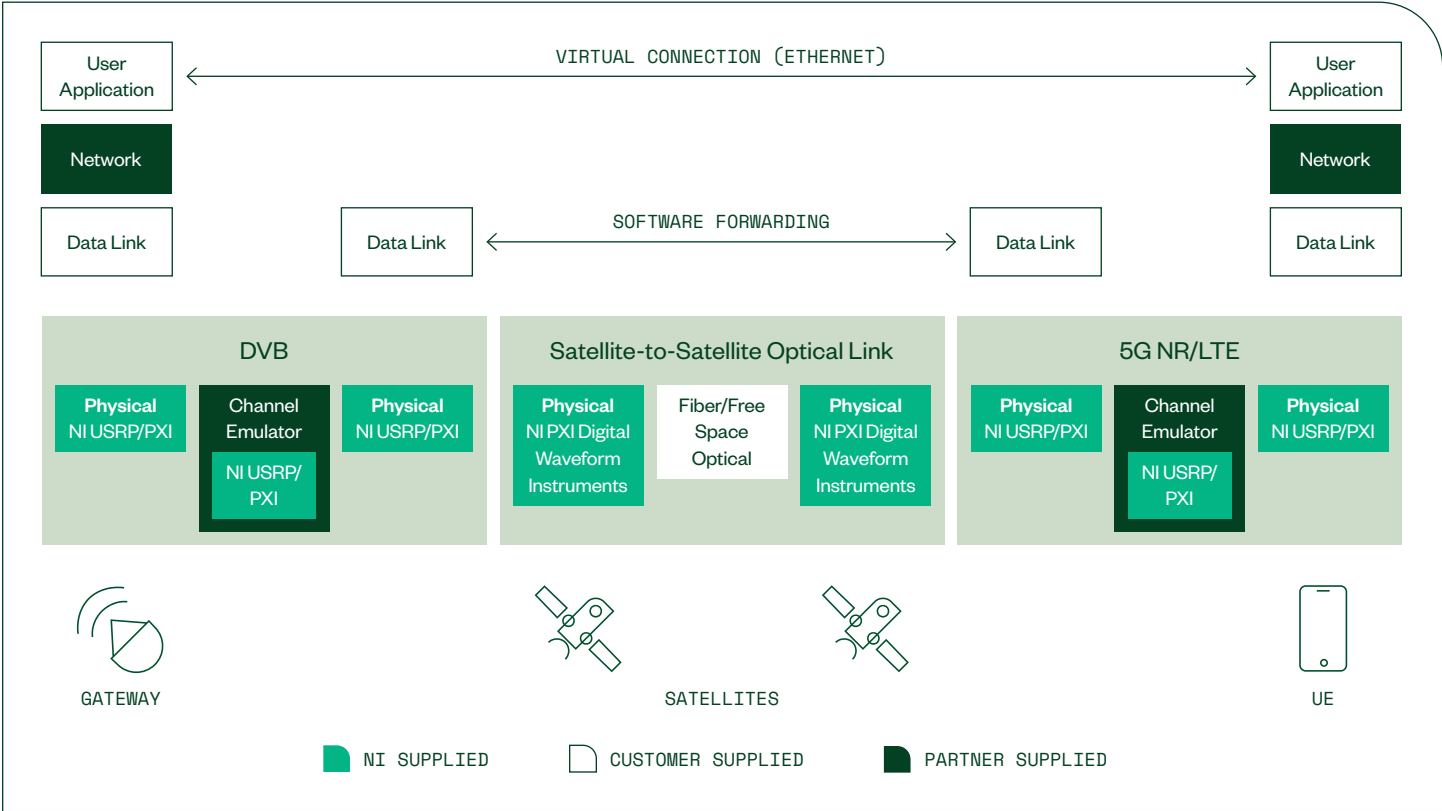 VIRTUAL CONNECTION (ETHERNET)
User
Application
User
Application
Network
Network
SOFTWARE FORWARDING
Data Link
Data Link
Data Link
Data Link
DVB
Physical
NI USRP/PXI
Channel
Emulator
NI USRP/
PXI
Physical
NI USRP/PXI
Satellite-to-Satellite Optical Link
Physical
NI PXI Digital
Waveform
Instruments
Fiber/Free
Space
Optical
Physical
NI PXI Digital
Waveform
Instruments
5G NR/LTE
Physical
NI USRP/PXI
Channel
Emulator
NI USRP/
PXI
Physical
NI USRP/PXI
GATEWAY
SATELLITES
UE
NI SUPPLIED
CUSTOMER SUPPLIED
PARTNER SUPPLIED